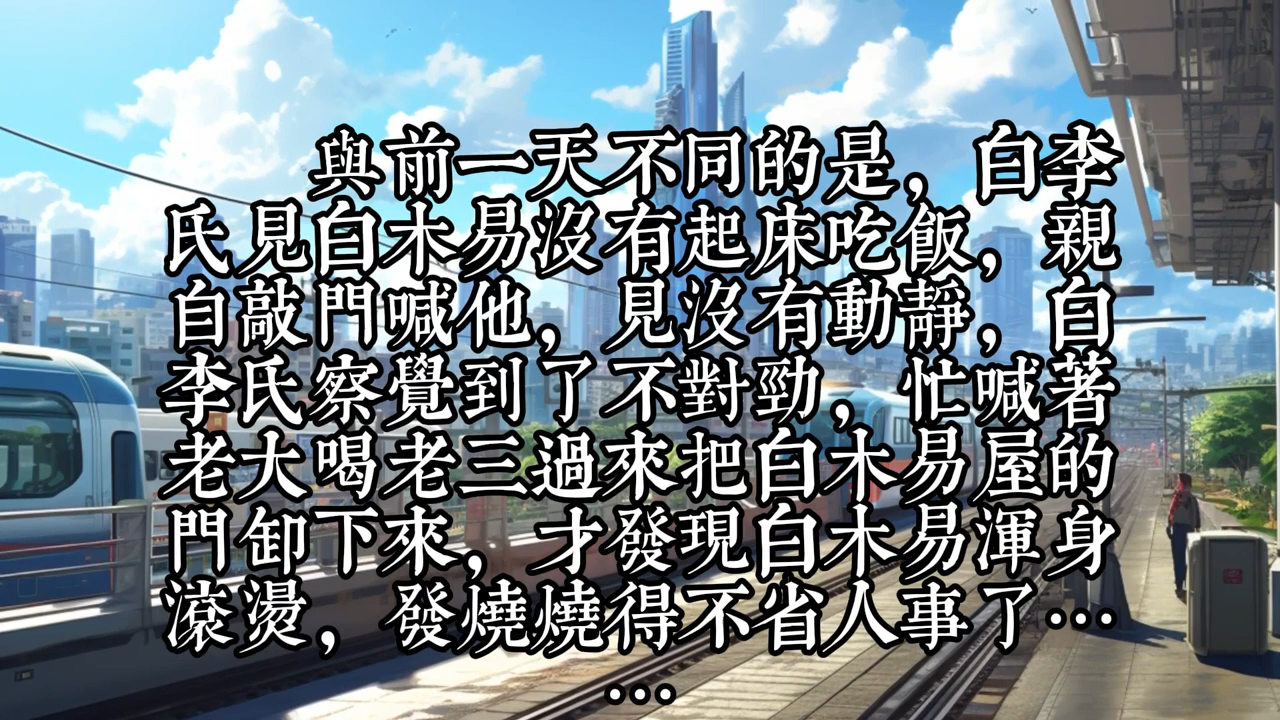 與前一天不同的是，白李
氏見白木易沒有起床吃飯，親
自敲門喊他，見沒有動靜，白
李氏察覺到了不對勁，忙喊著
老大喝老三過來把白木易屋的
門卸下來，才發現白木易渾身
滾燙，發燒燒得不省人事了…
…